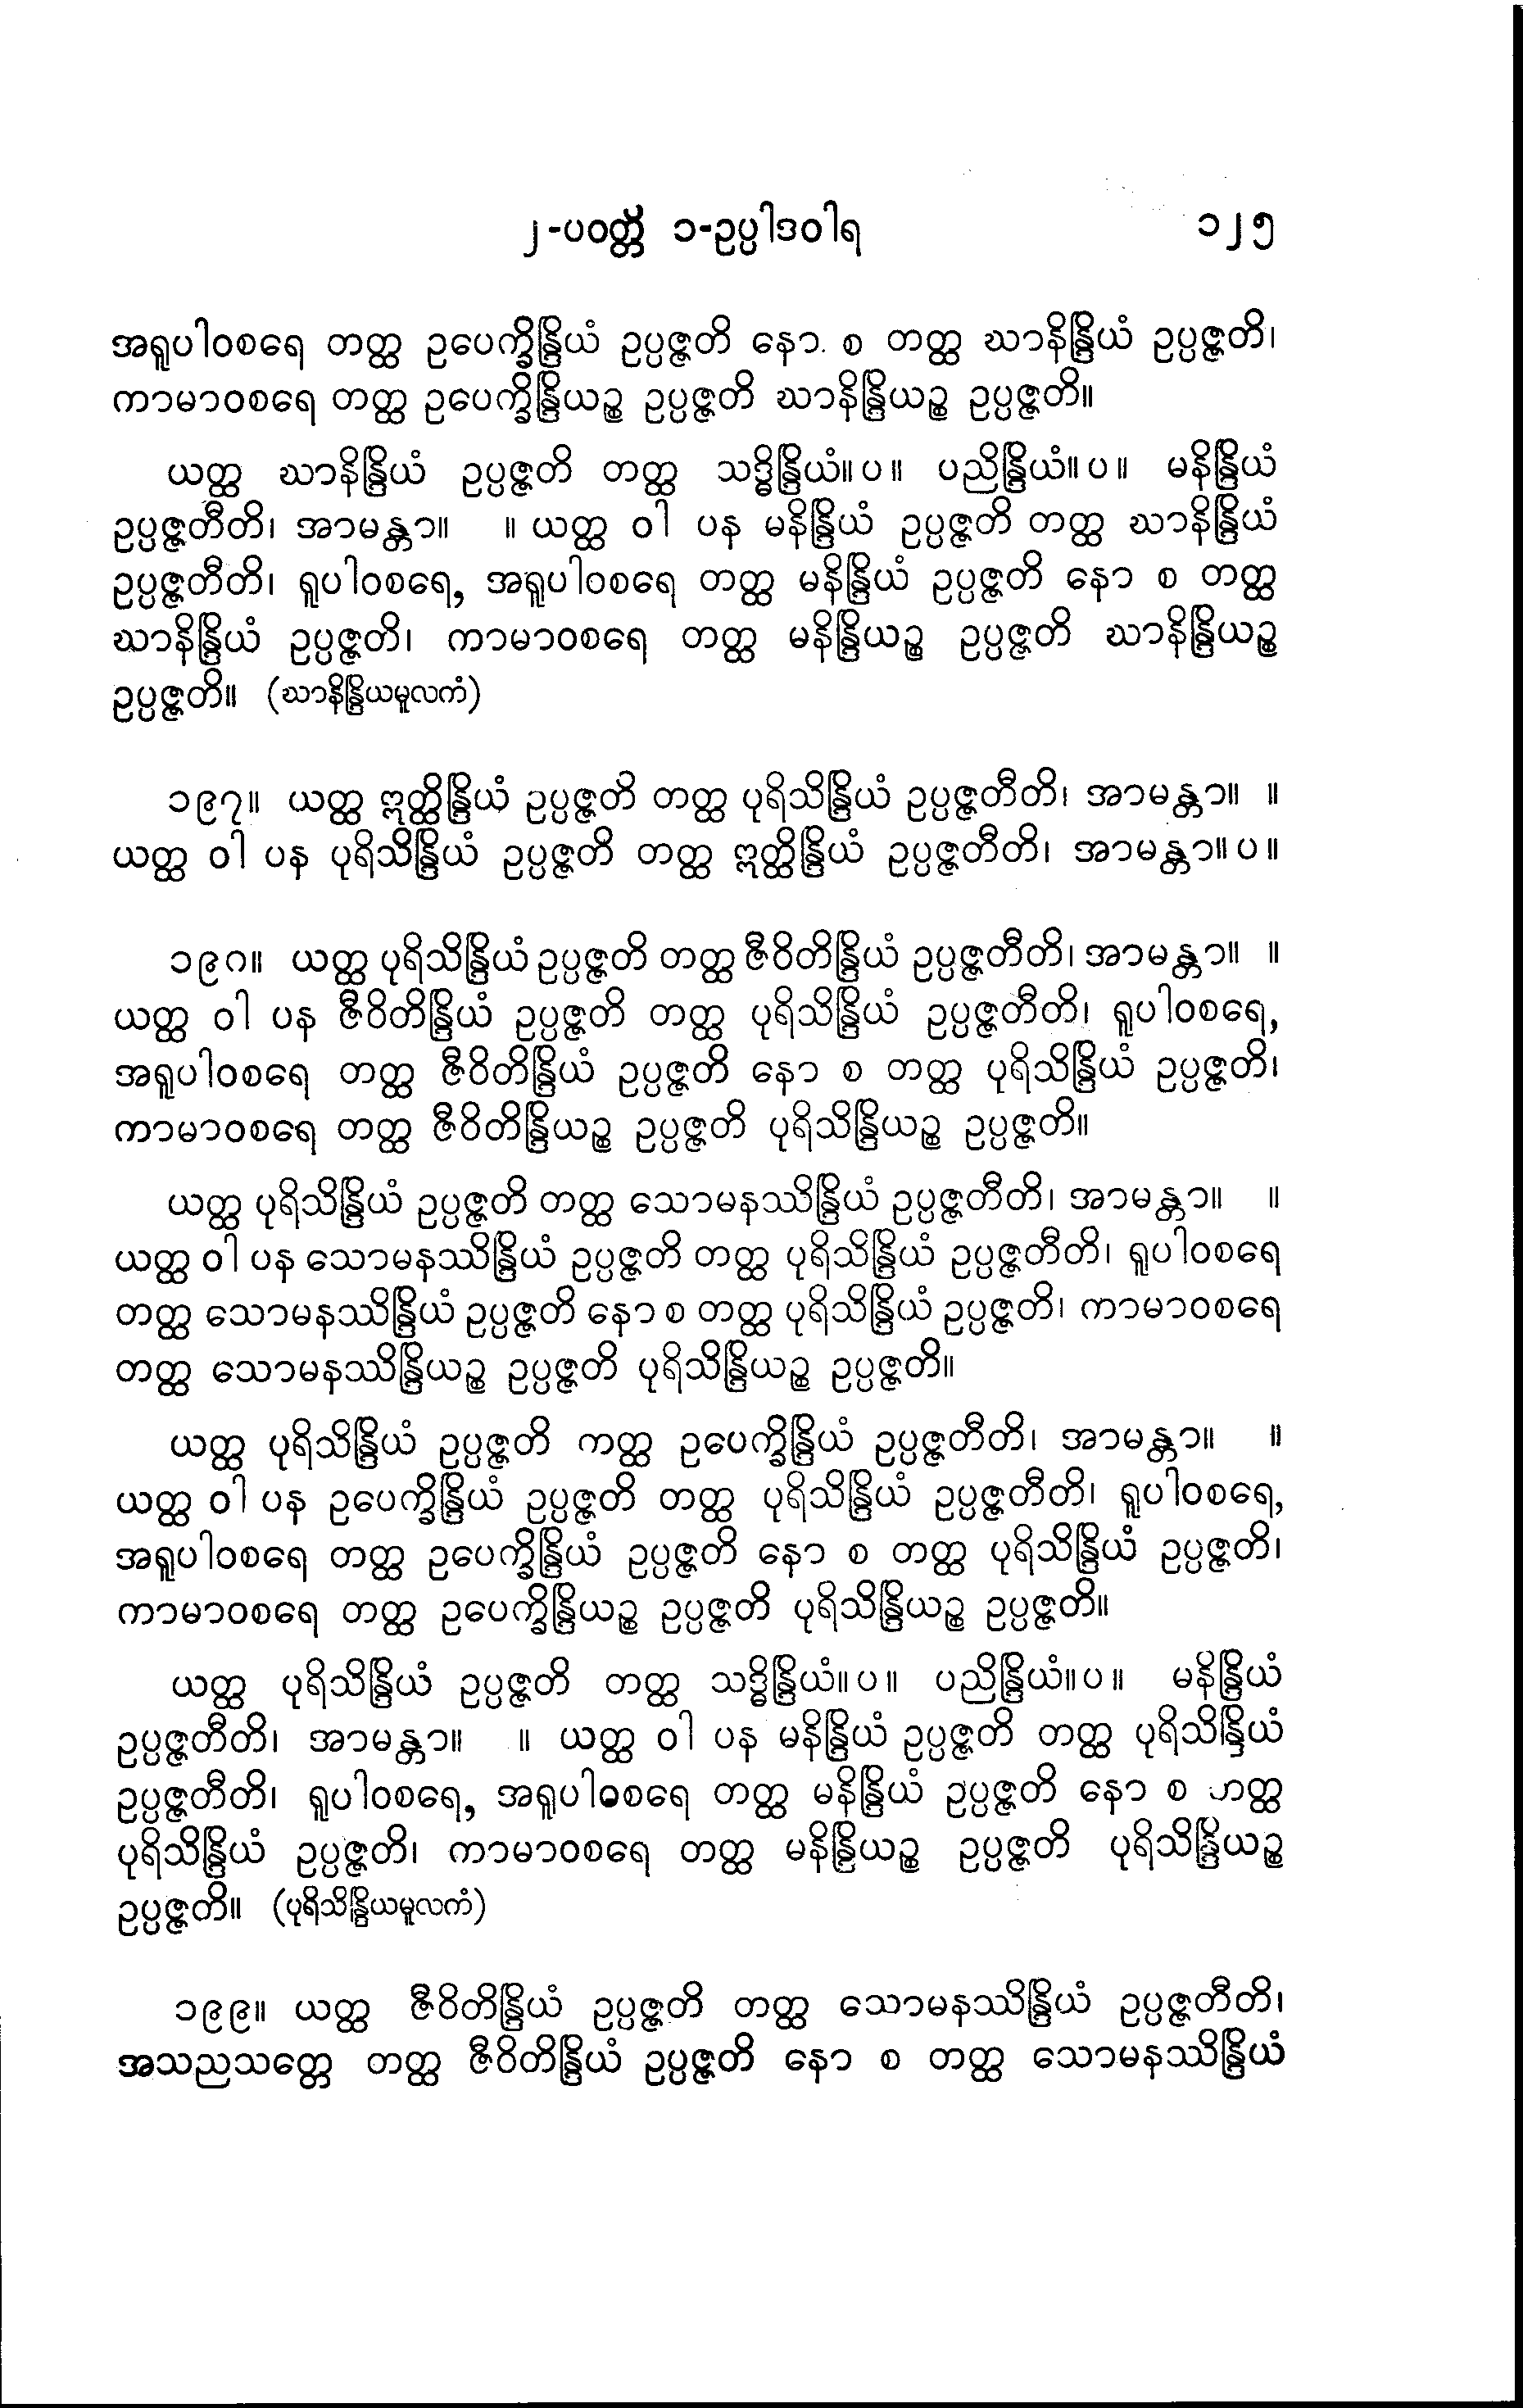 ၂-ပဝတ္တိ ၁-ဥပ္ပါဒဝါရ ၁၂၅
အရူပါဝစရေ တတ္ထ ဥပေက္ခိန္ဒြိယံ ဥပ္ပဇ္ဇတိ နော စ တတ္ထ ဃာနိန္ဒြိယံ ဥပ္ပဇ္ဇတိ၊
ကာမာဝစရေ တတ္ထ ဥပေက္ခိန္ဒြိယဉ္စ ဥပ္ပဇ္ဇတိ ဃာနိန္ဒြိယဉ္စ ဥပ္ပဇ္ဇတိ။
ယတ္ထ ဃာနိန္ဒြိယံ ဥပ္ပဇ္ဇတိ တတ္ထ သဒ္ဓိန္ဒြိယံ။ပ။ ပညိန္ဒြိယံ။ပ။ မနိန္ဒြိယံ
ဥပ္ပဇ္ဇတီတိ၊ အာမန္တာ။ ။ ယတ္ထ ဝါ ပန မနိန္ဒြိယံ ဥပ္ပဇ္ဇတိ တတ္ထ ဃာနိန္ဒြိယံ
ဥပ္ပဇ္ဇတီတိ၊ ရူပါဝစရေ, အရူပါဝစရေ တတ္ထ မနိန္ဒြိယံ ဥပ္ပဇ္ဇတိ နော စ တတ္ထ
ဃာနိန္ဒြိယံ ဥပ္ပဇ္ဇတိ၊ ကာမာဝစရေ တတ္ထ မနိန္ဒြိယဉ္စ ဥပ္ပဇ္ဇတိ ဃာနိန္ဒြိယဉ္စ
ဥပ္ပဇ္ဇတိ။ (ဃာနိန္ဒြိယမူလကံ)
၁၉၇။ ယတ္ထ ဣတ္ထိန္ဒြိယံ ဥပ္ပဇ္ဇတိ တတ္ထ ပုရိသိန္ဒြိယံ ဥပ္ပဇ္ဇတီတိ၊ အာမန္တာ။ ။
ယတ္ထ ဝါ ပန ပုရိသိန္ဒြိယံ ဥပ္ပဇ္ဇတိ တတ္ထ ဣတ္ထိန္ဒြိယံ ဥပ္ပဇ္ဇတီတိ၊ အာမန္တာ။ပ။
၁၉၈။ ယတ္ထ ပုရိသိန္ဒြိယံ ဥပ္ပဇ္ဇတိ တတ္ထ ဇီဝိတိန္ဒြိယံ ဥပ္ပဇ္ဇတီတိ၊ အာမန္တာ။ ။
ယတ္ထ ဝါ ပန ဇီဝိတိန္ဒြိယံ ဥပ္ပဇ္ဇတိ တတ္ထ ပုရိသိန္ဒြိယံ ဥပ္ပဇ္ဇတီတိ၊ ရူပါဝစရေ,
အရူပါဝစရေ တတ္ထ ဇီဝိတိန္ဒြိယံ ဥပ္ပဇ္ဇတိ နော စ တတ္ထ ပုရိသိန္ဒြိယံ ဥပ္ပဇ္ဇတိ၊
ကာမာဝစရေ တတ္ထ ဇီဝိတိန္ဒြိယဉ္စ ဥပ္ပဇ္ဇတိ ပုရိသိန္ဒြိယဉ္စ ဥပ္ပဇ္ဇတိ။
ယတ္ထ ပုရိသိန္ဒြိယံ ဥပ္ပဇ္ဇတိ တတ္ထ သောမနဿိန္ဒြိယံ ဥပ္ပဇ္ဇတီတိ၊ အာမန္တာ။ ။
ယတ္ထ ဝါ ပန သောမနဿိန္ဒြိယံ ဥပ္ပဇ္ဇတိ တတ္ထ ပုရိသိန္ဒြိယံ ဥပ္ပဇ္ဇတီတိ၊ ရူပါဝစရေ
တတ္ထ သောမနဿိန္ဒြိယံ ဥပ္ပဇ္ဇတိ နော စ တတ္ထ ပုရိသိန္ဒြိယံ ဥပ္ပဇ္ဇတိ၊ ကာမာဝစရေ
တတ္ထ သောမနဿိန္ဒြိယဉ္စ ဥပ္ပဇ္ဇတိ ပုရိသိန္ဒြိယဉ္စ ဥပ္ပဇ္ဇတိ။
ယတ္ထ ပုရိသိန္ဒြိယံ ဥပ္ပဇ္ဇတိ ကတ္ထ ဥပေက္ခိန္ဒြိယံ ဥပ္ပဇ္ဇတီတိ၊ အာမန္တာ။ ။
ယတ္ထ ဝါ ပန ဥပေက္ခိန္ဒြိယံ ဥပ္ပဇ္ဇတိ တတ္ထ ပုရိသိန္ဒြိယံ ဥပ္ပဇ္ဇတီတိ၊ ရူပါဝစရေ,
အရူပါဝစရေ တတ္ထ ဥပေက္ခိန္ဒြိယံ ဥပ္ပဇ္ဇတိ နော စ တတ္ထ ပုရိသိန္ဒြိယံ ဥပ္ပဇ္ဇတိ၊
ကာမာဝစရေ တတ္ထ ဥပေက္ခိန္ဒြိယဉ္စ ဥပ္ပဇ္ဇတိ ပုရိသိန္ဒြိယဉ္စ ဥပ္ပဇ္ဇတိ။
ယတ္ထ ပုရိသိန္ဒြိယံ ဥပ္ပဇ္ဇတိ တတ္ထ သဒ္ဓိန္ဒြိယံ။ပ။ ပညိန္ဒြိယံ။ပ။ မနိန္ဒြိယံ
ဥပ္ပဇ္ဇတီတိ၊ အာမန္တာ။ ။ ယတ္ထ ဝါ ပန မနိန္ဒြိယံ ဥပ္ပဇ္ဇတိ တတ္ထ ပုရိသိန္ဒြိယံ
ဥပ္ပဇ္ဇတီတိ၊ ရူပါဝစရေ, အရူပါဝစရေ တတ္ထ မနိန္ဒြိယံ ဥပ္ပဇ္ဇတိ နော စ တတ္ထ
ပုရိသိန္ဒြိယံ ဥပ္ပဇ္ဇတိ၊ ကာမာဝစရေ တတ္ထ မနိန္ဒြိယဉ္စ ဥပ္ပဇ္ဇတိ ပုရိသိန္ဒြိယဉ္စ
ဥပ္ပဇ္ဇတိ။ (ပုရိသိန္ဒြိယမူလကံ)
၁၉၉။ ယတ္ထ ဇီဝိတိန္ဒြိယံ ဥပ္ပဇ္ဇတိ တတ္ထ သောမနဿိန္ဒြိယံ ဥပ္ပဇ္ဇတီတိ၊
အသညသတ္တေ တတ္ထ ဇီဝိတိန္ဒြိယံ ဥပ္ပဇ္ဇတိ နော စ တတ္ထ သောမနဿိန္ဒြိယံ